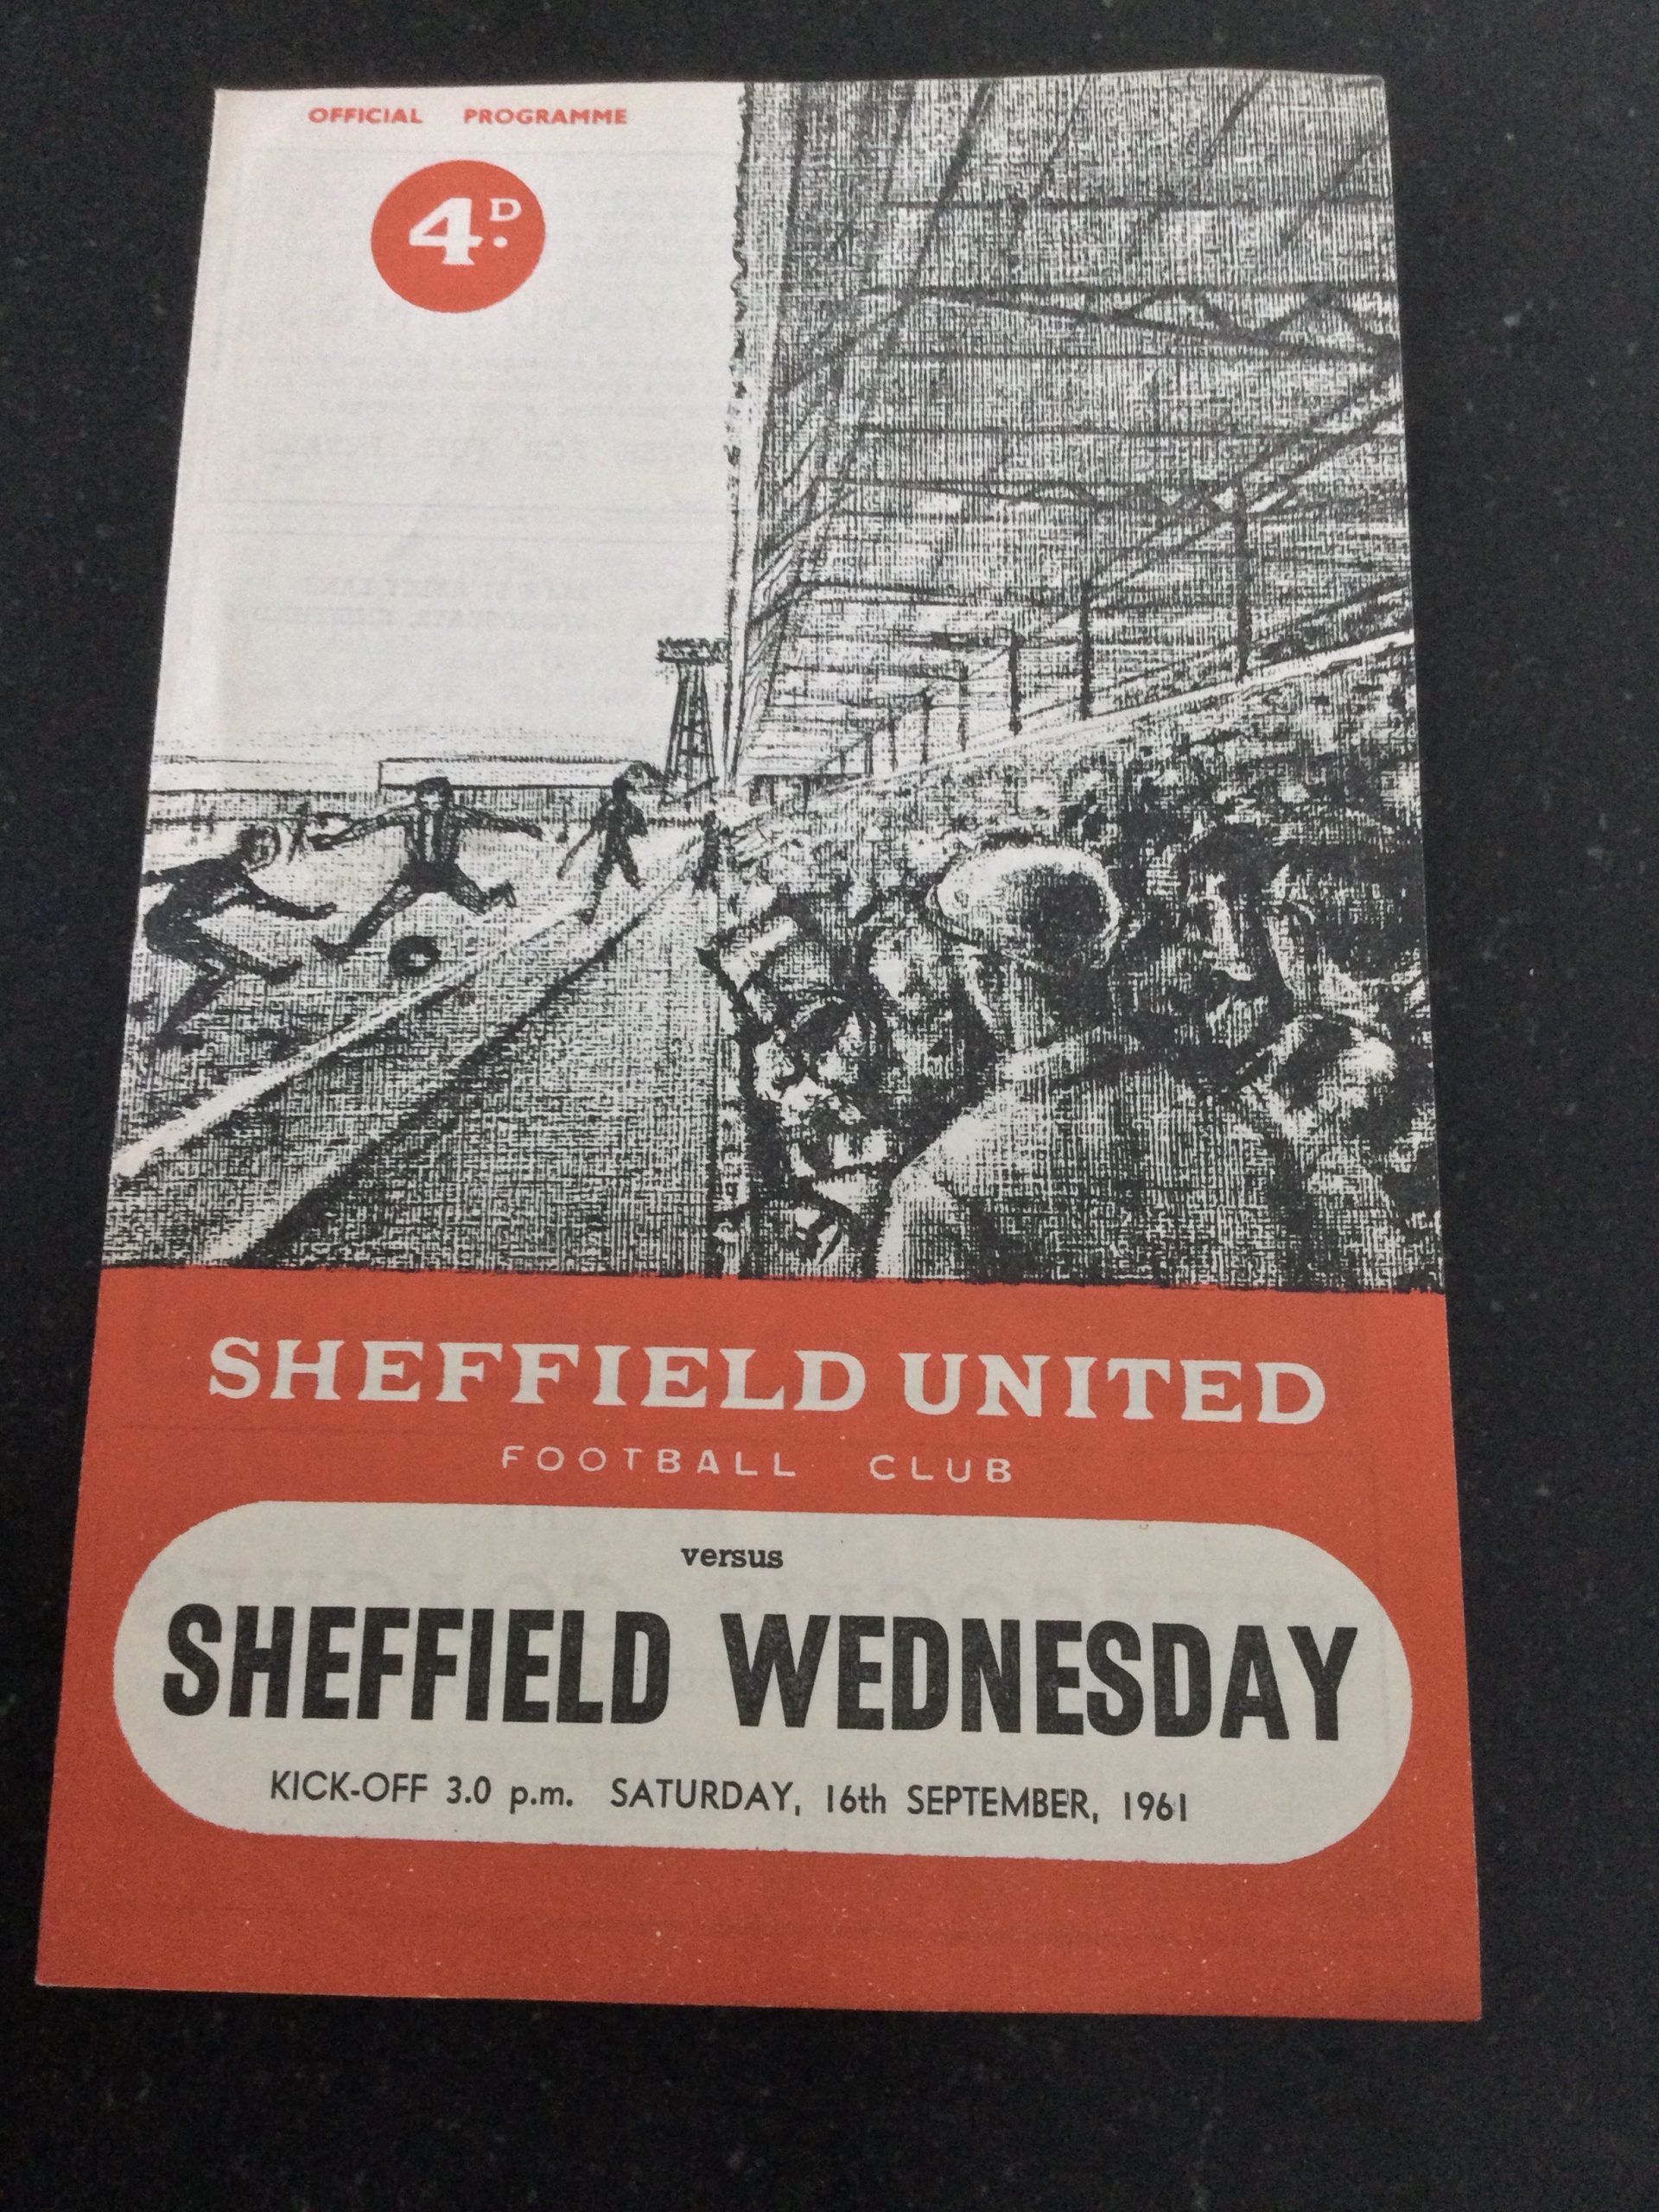 OFFICIAL PROGRAMME
4D.
SHEFFIELD UNITED
FOOTBALL CLUB
versus
SHEFFIELD WEDNESDAY
KICK-OFF 3.0 p.m. SATURDAY, 16th SEPTEMBER, 1961